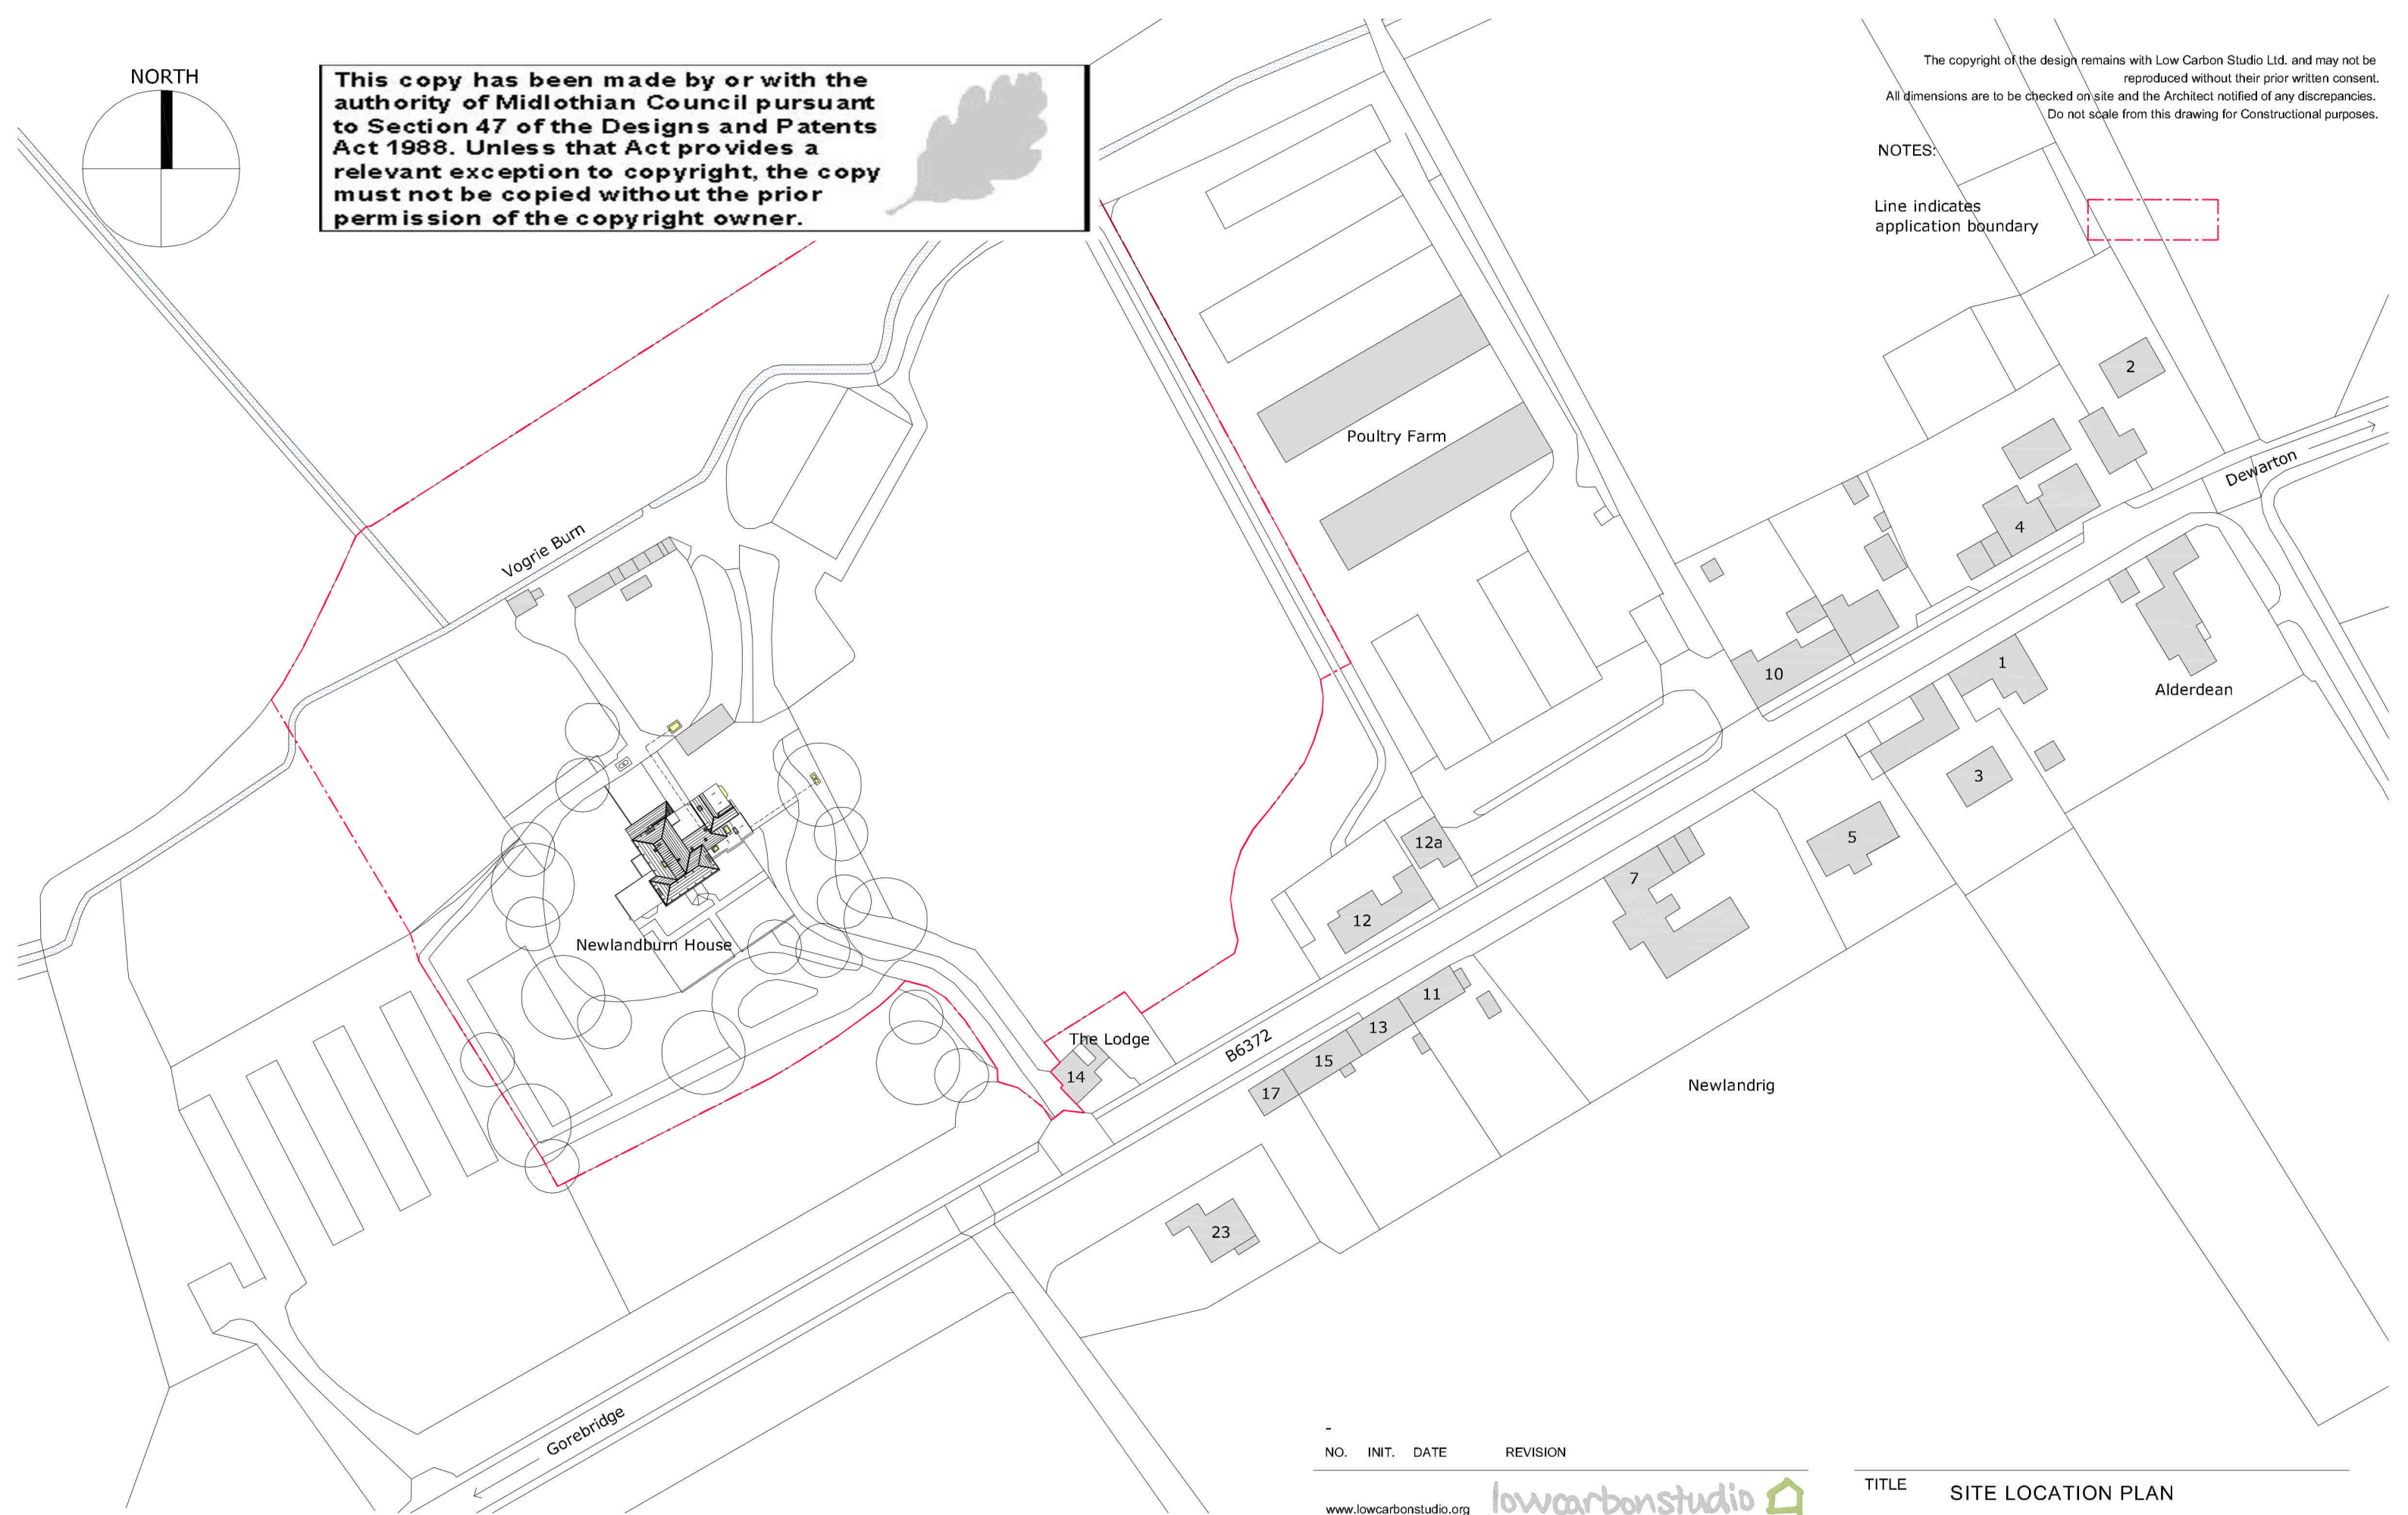 NORTH
This copy has been made by or with the
authority of Midlothian Council pursuant
to Section 47 of the Designs and Patents
Act 1988. Unless that Act provides a
relevant exception to copyright, the copy
must not be copied without the prior
permission of the copyright owner.
The copyright of the design remains with Low Carbon Studio Ltd. and may not be
reproduced without their prior written consent.
All dimensions are to be checked on site and the Architect notified of any discrepancies.
Do not scale from this drawing for Constructional purposes.
NOTES:
Line indicates
application boundary
2
Poultry Farm
Dewarton
4
Vogrie Burn
10
1
Alderdean
3
5
12a
7
12
Newlandburn House
11
13
The Lodge
B6372
15
14
17
Newlandrig
23
Gorebridge
-
NO. INIT. DATE REVISION
www.lowcarbonstudio.org
lowcarbonstudio
TITLE
SITE LOCATION PLAN